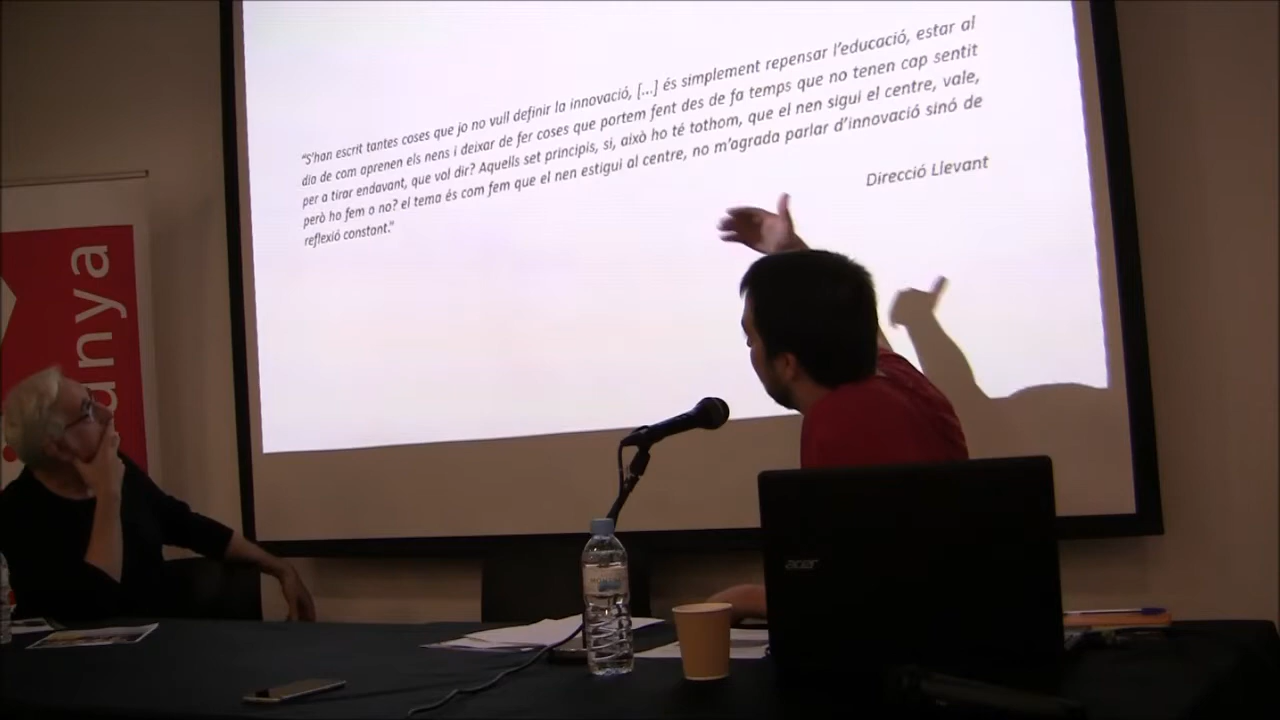 “S’han escrit tantes coses que jo no vull definir la innovació, [...] és simplement repensar l’educació, estar al
dia de com aprenen els nens i deixar de fer coses que portem fent des de fa temps que no tenen cap sentit
per a tirar endavant, que vol dir? Aquells set principis, si, això ho té tothom, que el nen sigui el centre, vale,
però ho fem o no? el tema és com fem que el nen estigui al centre, no m’agrada parlar d’innovació sinó de
reflexió constant.”
Direcció Llevant
anya
acer